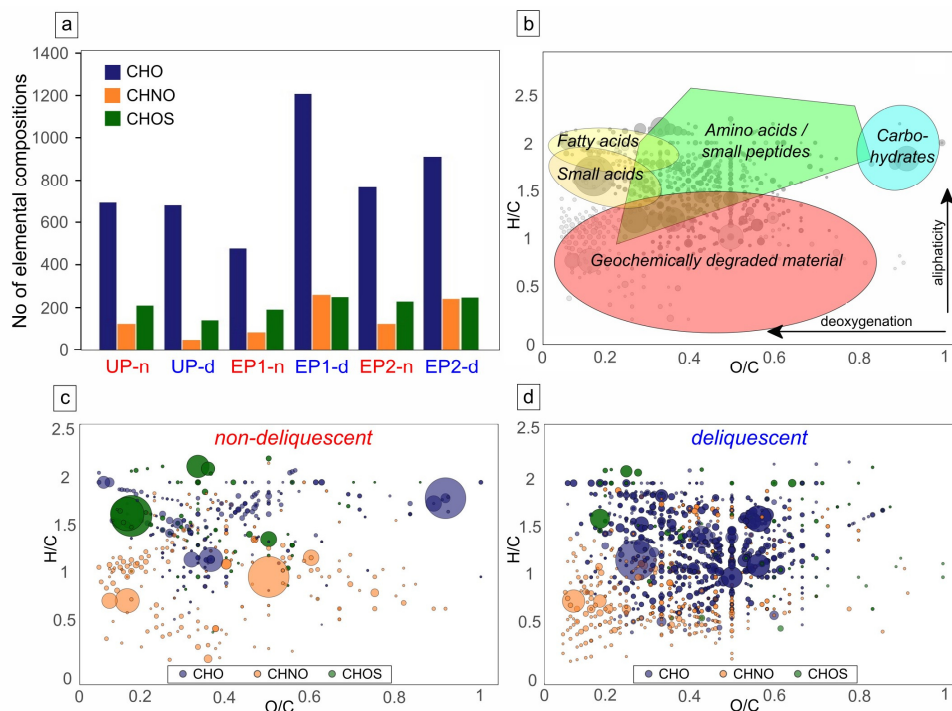 a
No of elemental compositions
1400
1200
1000
800
600
400
200
0
CHO
CHNO
CHOS
UP-n UP-d EP1-n EP1-d EP2-n EP2-d
b
H/C
2.5
2
1.5
1
0.5
0
Fatty acids
Small acids
Amino acids /
small peptides
Carbo-
hydrates
Geochemically degraded material
aliphaticity
deoxygenation
0 0.2 0.4 0.6 0.8 1
O/C
c
non-deliquescent
H/C
2.5
2
1.5
1
0.5
0
CHO CHNO CHOS
0 0.2 0.4 0.6 0.8 1
O/C
d
deliquescent
H/C
2.5
2
1.5
1
0.5
0
CHO CHNO CHOS
0 0.2 0.4 0.6 0.8 1
O/C